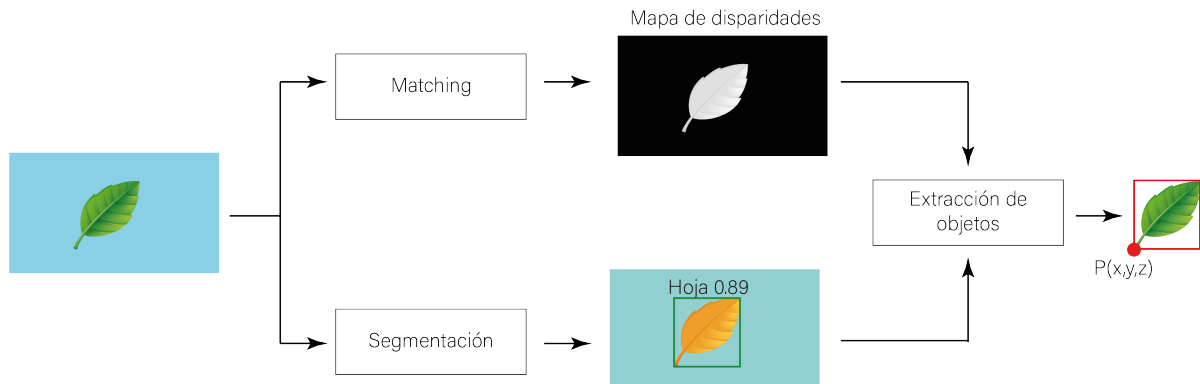 Mapa de disparidades
Matching
Extracción de
objetos
P(x,y,z)
Hoja 0.89
Segmentación